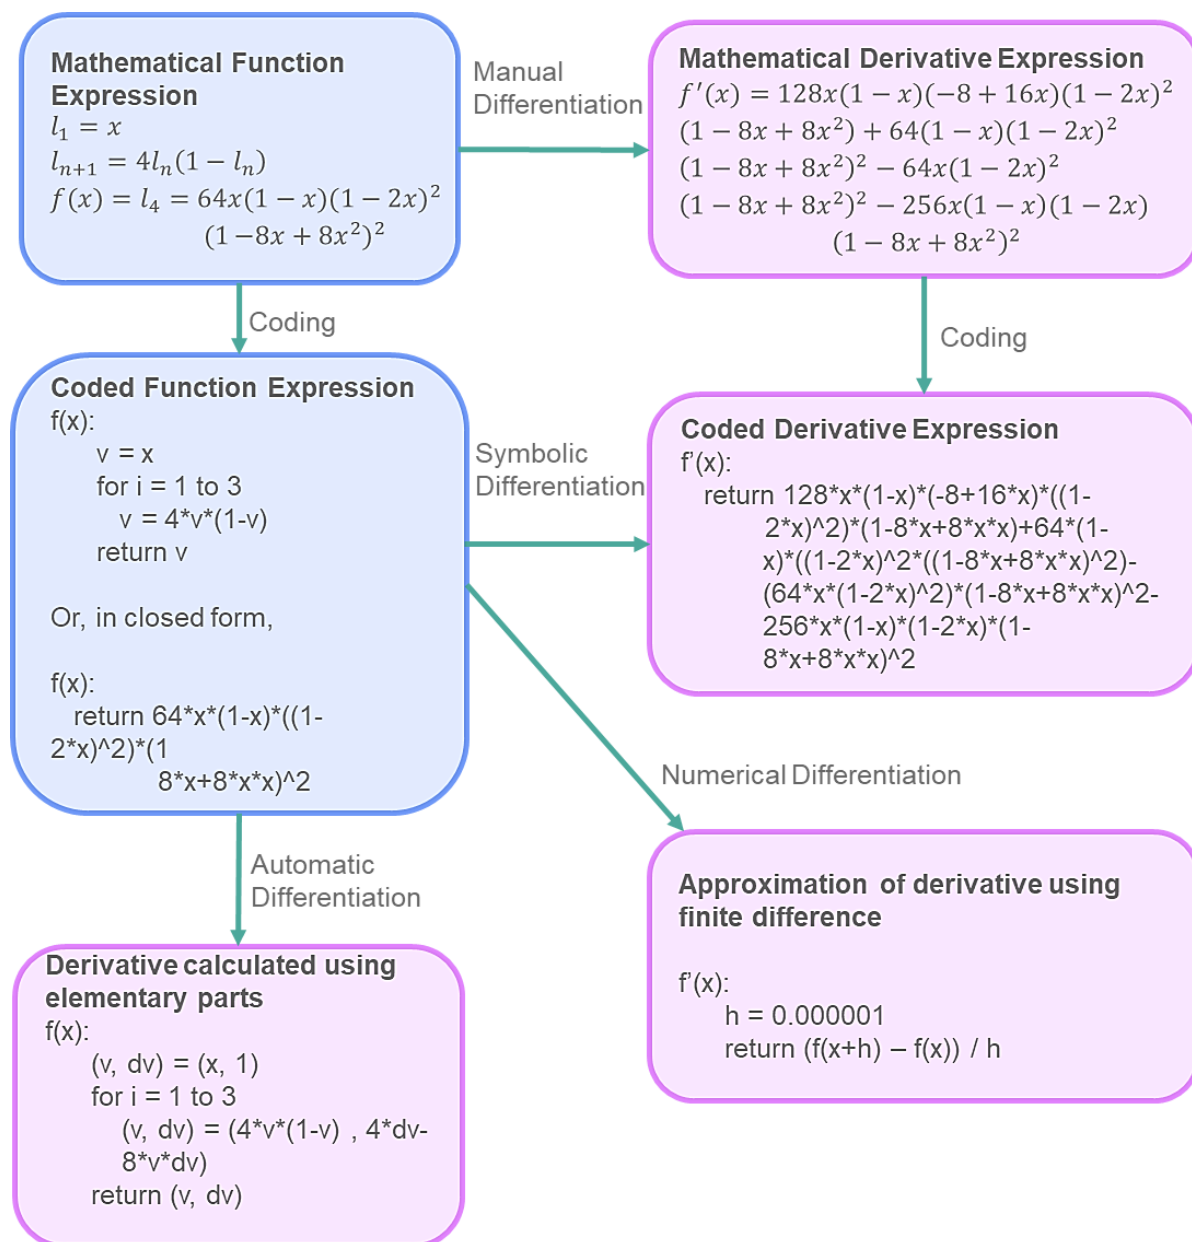 Mathematical Function
Expression
l₁ = x
lₙ₊₁ = 4lₙ(1 − lₙ)
f(x) = l₄ = 64x(1 − x)(1 − 2x)²
(1 −8x + 8x²)²
Manual
Differentiation
Mathematical Derivative Expression
f′(x) = 128x(1 − x)(−8 + 16x)(1 − 2x)²
(1 − 8x + 8x²) + 64(1 − x)(1 − 2x)²
(1 − 8x + 8x²)² − 64x(1 − 2x)²
(1 − 8x + 8x²)² − 256x(1 − x)(1 − 2x)
(1 − 8x + 8x²)²
Coding
Coding
Coded Function Expression
f(x):
v = x
for i = 1 to 3
v = 4*v*(1-v)
return v
Or, in closed form,
f(x):
return 64*x*(1-x)*((1-
2*x)^2)*(1
8*x+8*x*x)^2
Symbolic
Differentiation
Coded Derivative Expression
f'(x):
return 128*x*(1-x)*(-8+16*x)*((1-
2*x)^2)*(1-8*x+8*x*x)+64*(1-
x)*((1-2*x)^2*((1-8*x+8*x*x)^2)-
(64*x*(1-2*x)^2)*(1-8*x+8*x*x)^2-
256*x*(1-x)*(1-2*x)*(1-
8*x+8*x*x)^2
Numerical Differentiation
Automatic
Differentiation
Approximation of derivative using
finite difference
f'(x):
h = 0.000001
return (f(x+h) – f(x)) / h
Derivative calculated using
elementary parts
f(x):
(v, dv) = (x, 1)
for i = 1 to 3
(v, dv) = (4*v*(1-v) , 4*dv-
8*v*dv)
return (v, dv)